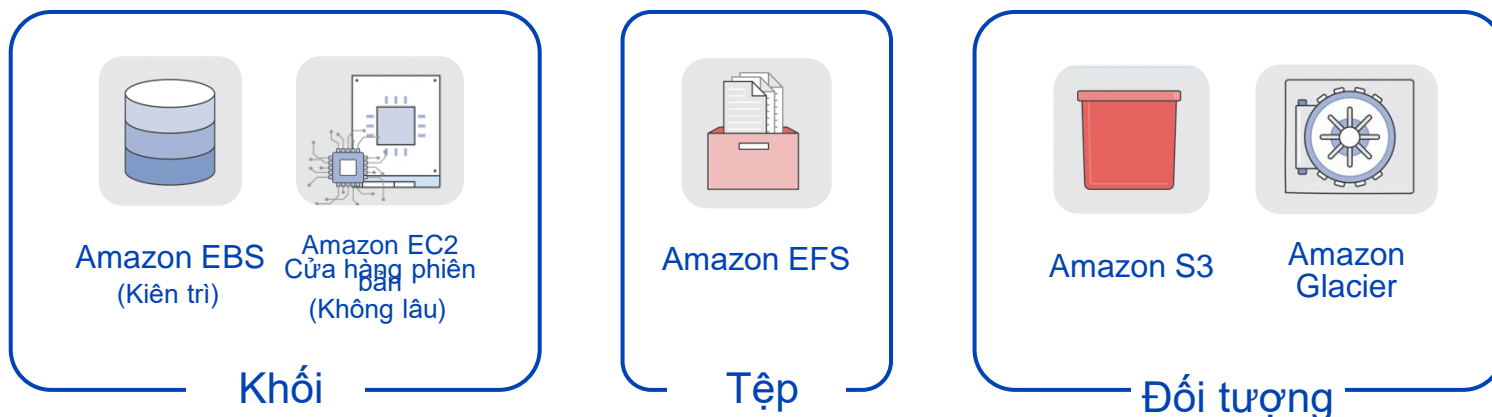 Amazon EBS
(Kiên trì)
Amazon EC2
Cửa hàng phiên
bản
(Không lâu)
Khối
Amazon EFS
Tệp
Amazon S3
Amazon
Glacier
Đối tượng